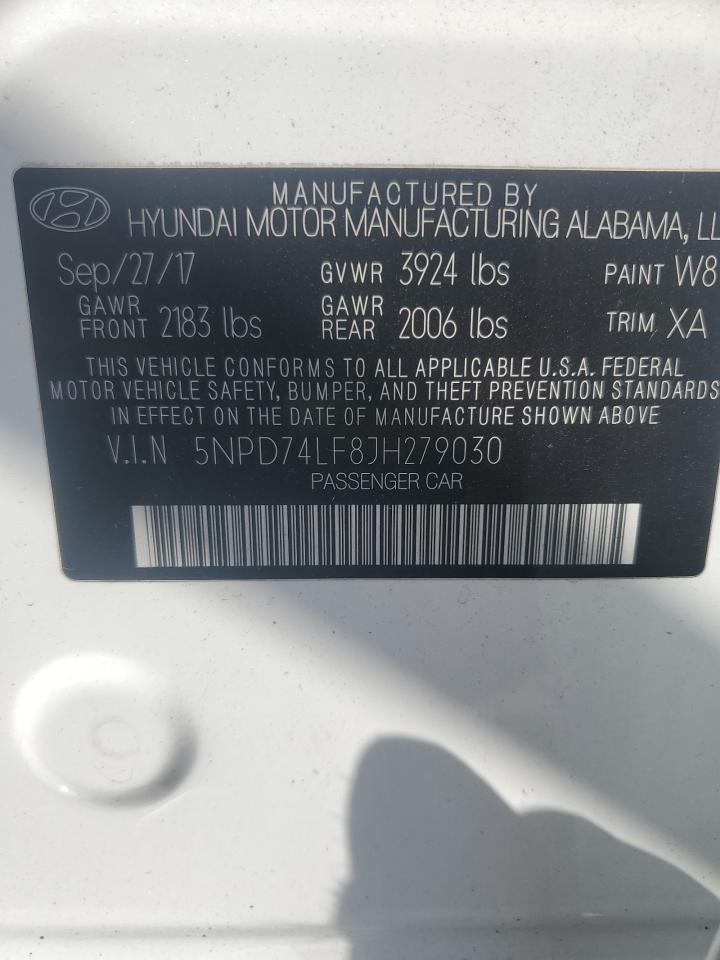 MANUFACTURED BY
HYUNDAI MOTOR MANUFACTURING ALABAMA, LL
Sep/27/17 GVWR 3924 lbs PAINT W8
GAWR FRONT 2183 lbs GAWR REAR 2006 lbs TRIM XA
THIS VEHICLE CONFORMS TO ALL APPLICABLE U.S.A. FEDERAL
MOTOR VEHICLE SAFETY, BUMPER, AND THEFT PREVENTION STANDARDS
IN EFFECT ON THE DATE OF MANUFACTURE SHOWN ABOVE
V.I.N 5NPD74LF8JH279030
PASSENGER CAR